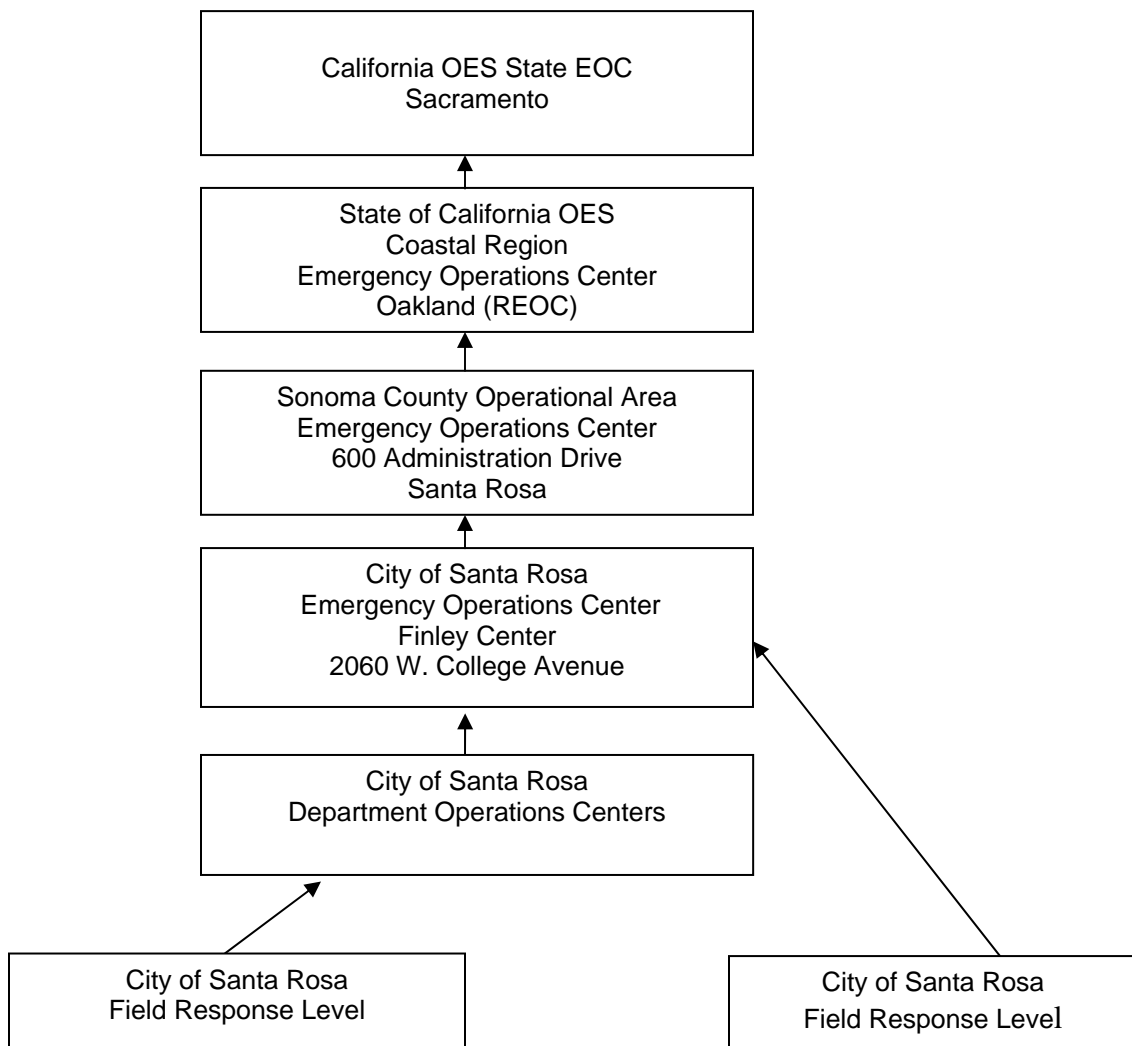 California OES State EOC
Sacramento
State of California OES
Coastal Region
Emergency Operations Center
Oakland (REOC)
Sonoma County Operational Area
Emergency Operations Center
600 Administration Drive
Santa Rosa
City of Santa Rosa
Emergency Operations Center
Finley Center
2060 W. College Avenue
City of Santa Rosa
Department Operations Centers
City of Santa Rosa
Field Response Level
City of Santa Rosa
Field Response Level